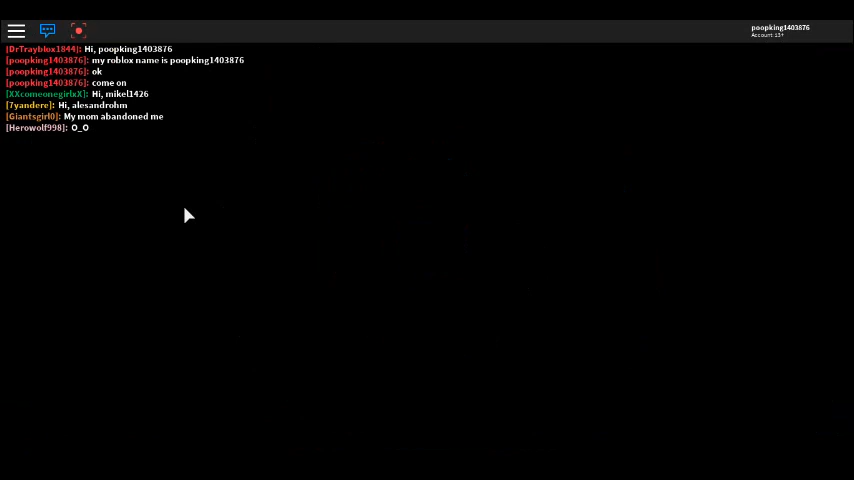 poopking1403876
Account: 13+
[DrTrayblox1844]: Hi, poopking1403876
[poopking1403876]: my roblox name is poopking1403876
[poopking1403876]: ok
[poopking1403876]: come on
[XXcomeonegirlxX]: Hi, mikel1426
[7yandere]: Hi, alesandrohm
[Giantsgirl0]: My mom abandoned me
[Herowolf998]: O_O